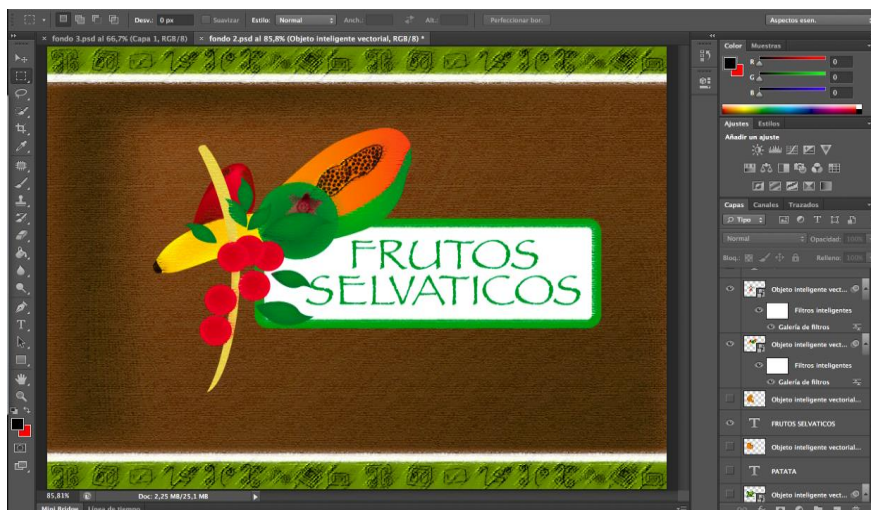 Desv.: 0 px Suavizar Estilo: Normal Anch.: Alt.: Perfeccionar bor. Aspectos esen.
× fondo 3.psd al 66,7% (Capa 1, RGB/8) × fondo 2.psd al 85,8% (Objeto inteligente vectorial, RGB/8) *
FRUTOS
SELVATICOS
85,81% Doc: 2,25 MB/25,1 MB
Mini Bridge Línea de tiempo
Color Muestras
R 0
G 0
B 0
Ajustes Estilos
Añadir un ajuste
Capas Canales Trazados
Tipo
Normal Opacidad: 100%
Bloq.: Relleno: 100%
Objeto inteligente vect...
Filtros inteligentes
Galería de filtros
Objeto inteligente vect...
Filtros inteligentes
Galería de filtros
Objeto inteligente vectorial...
T FRUTOS SELVATICOS
Objeto inteligente vectorial...
T PATATA
Objeto inteligente vect...